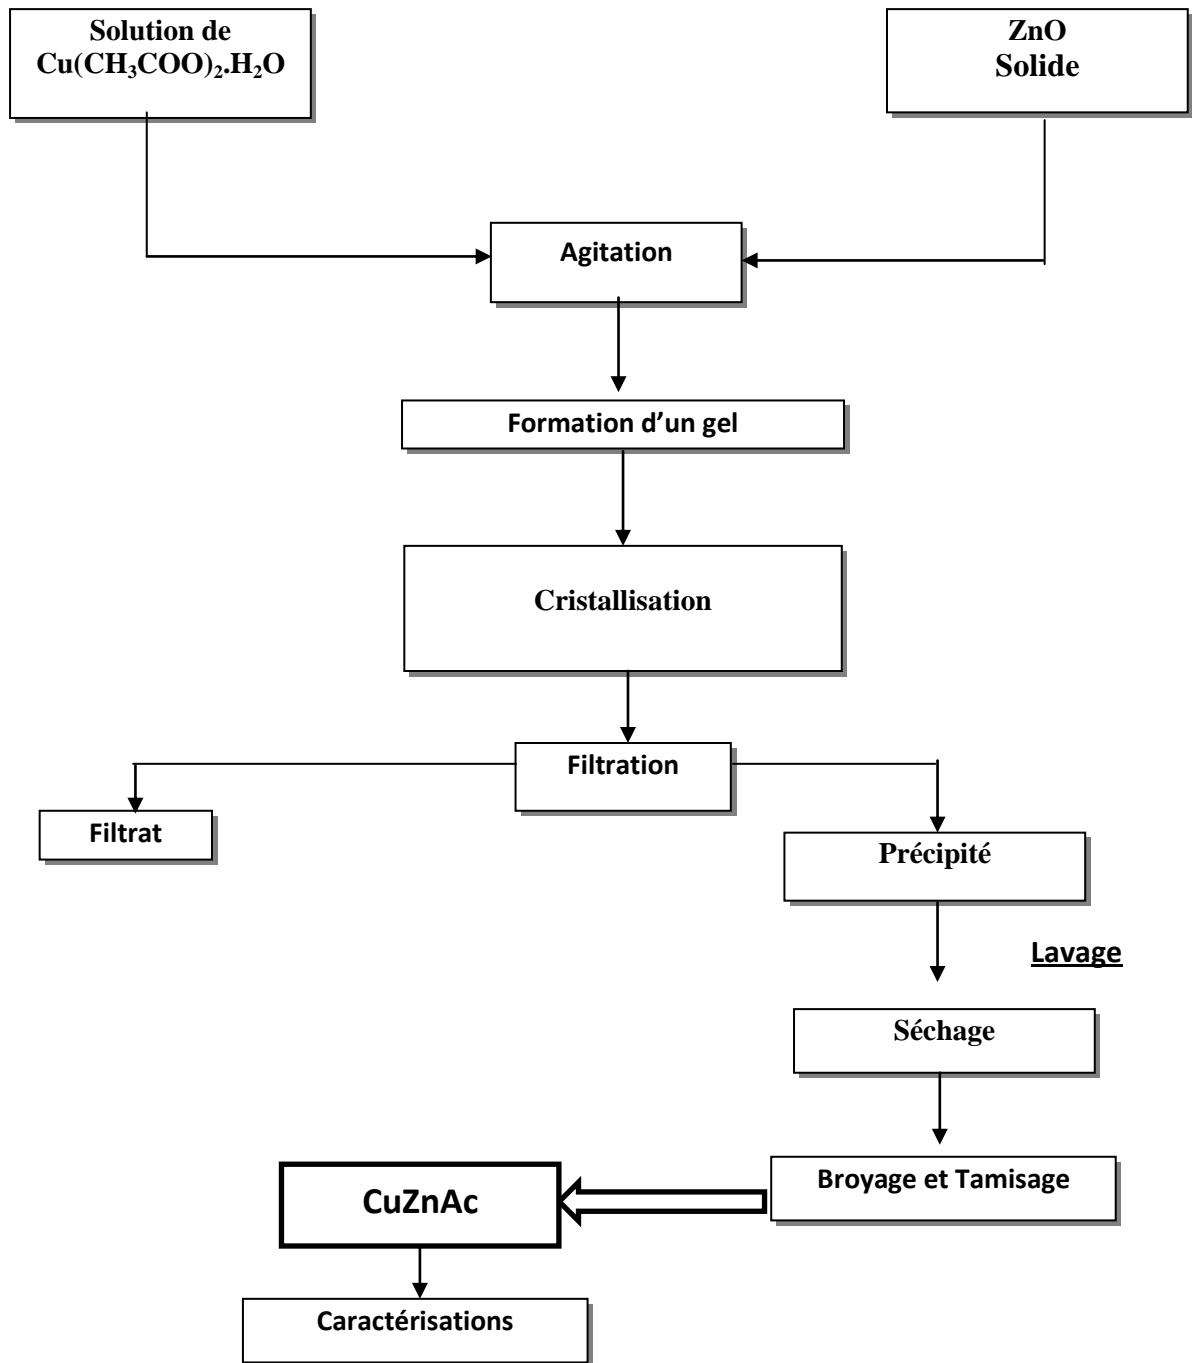 Solution de
Cu(CH₃COO)₂.H₂O
ZnO
Solide
Agitation
Formation d’un gel
Cristallisation
Filtration
Filtrat
Précipité
Lavage
Séchage
Broyage et Tamisage
CuZnAc
Caractérisations